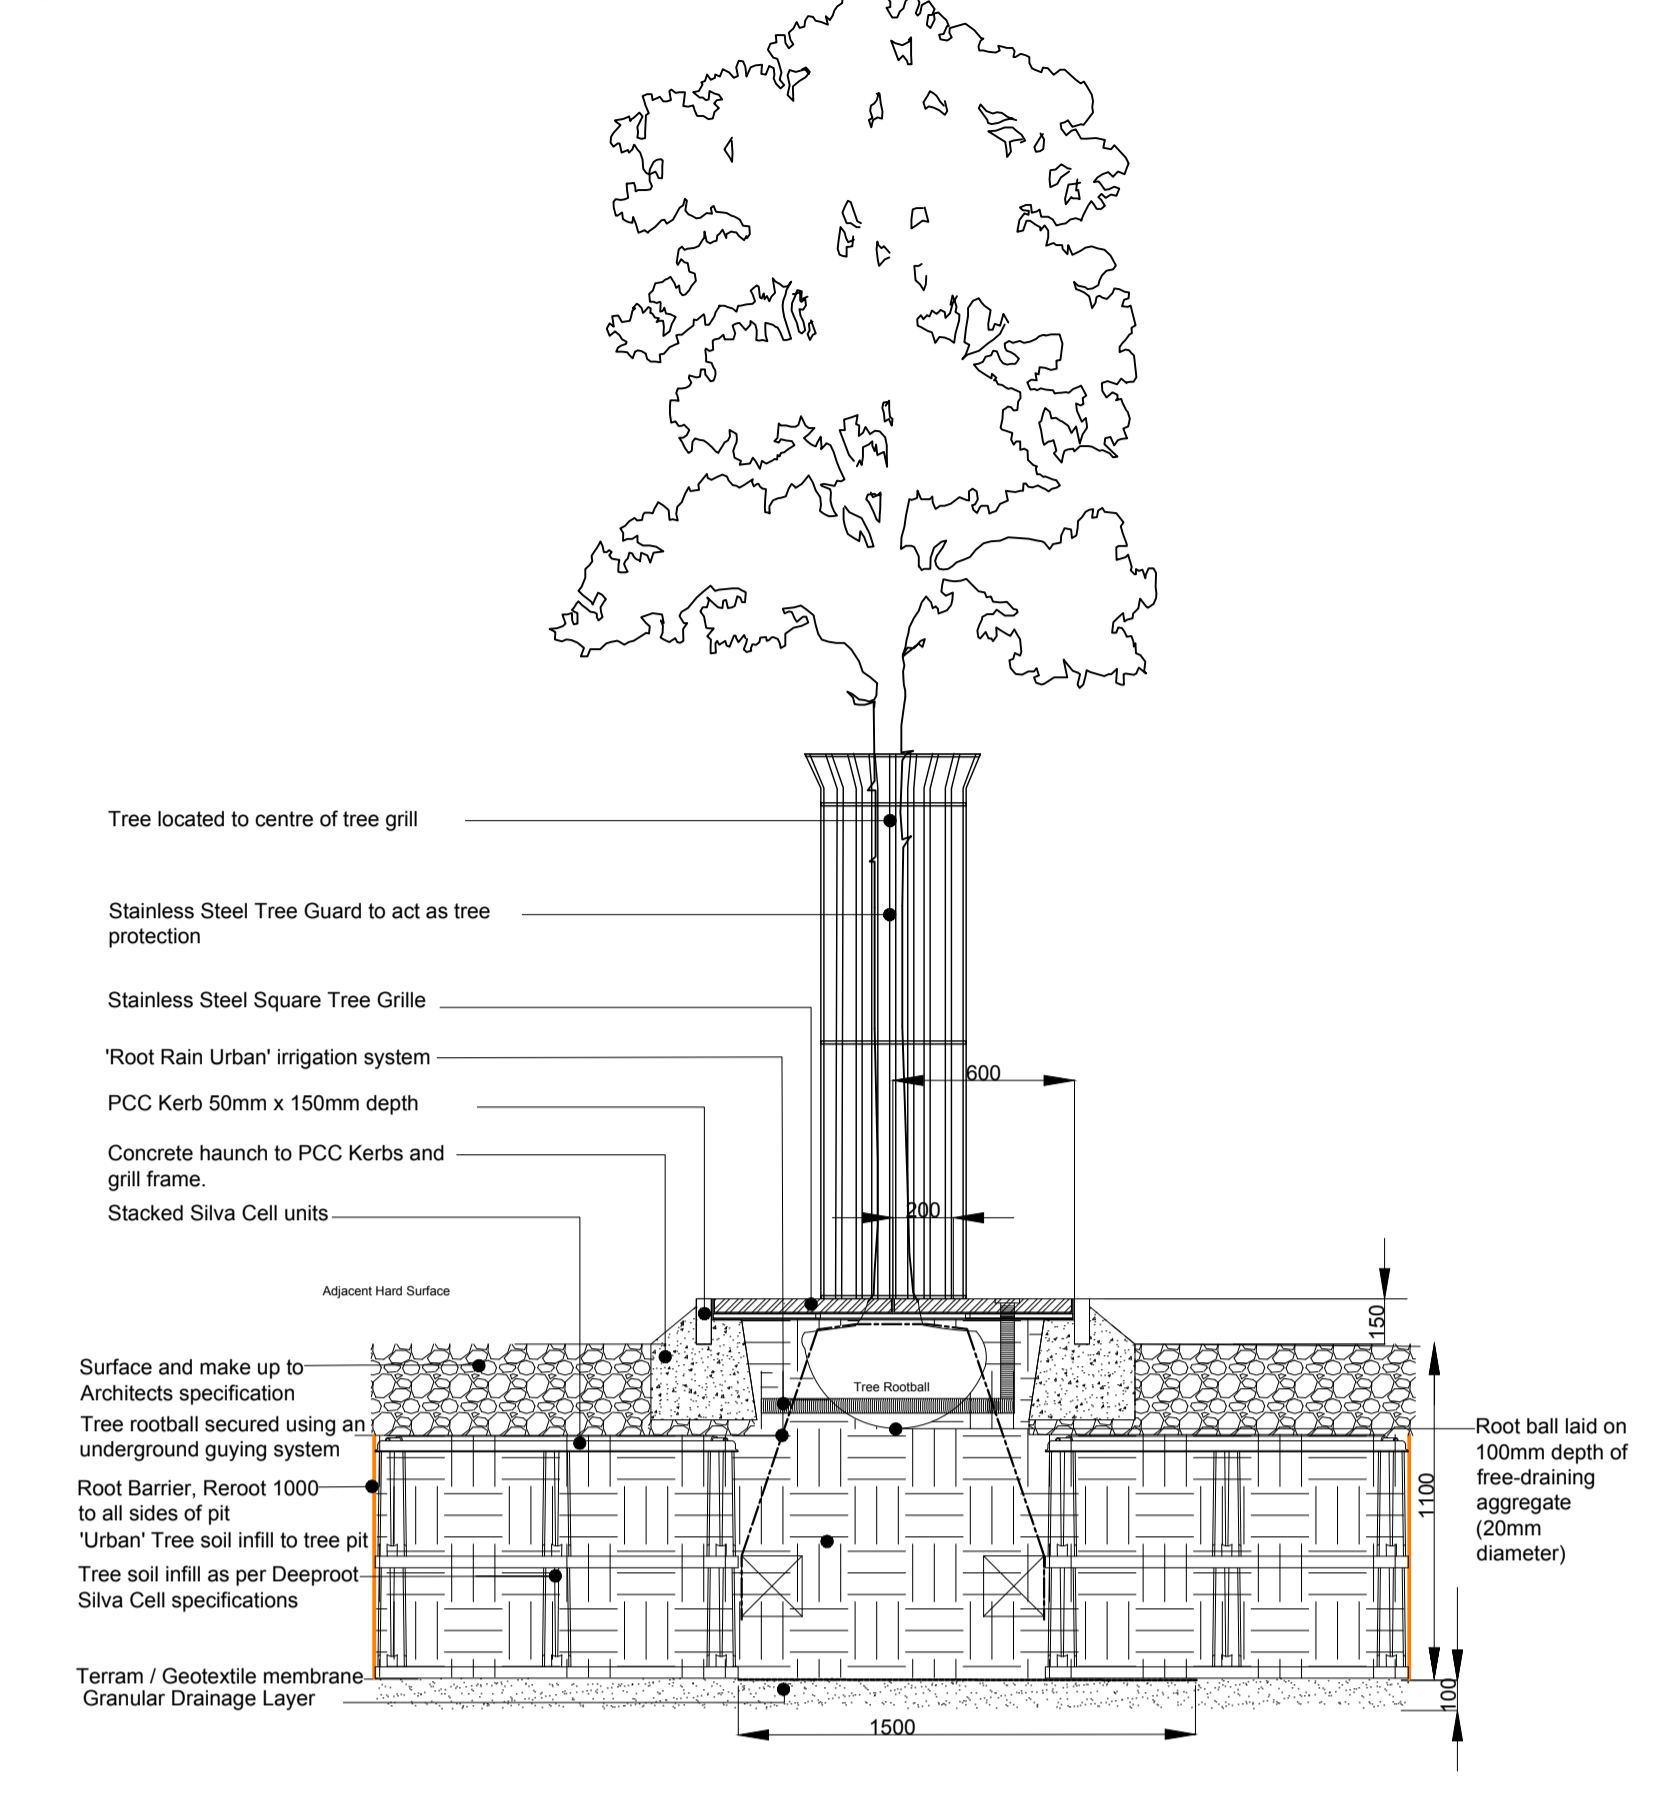 Tree located to centre of tree grill
Stainless Steel Tree Guard to act as tree
protection
Stainless Steel Square Tree Grille
'Root Rain Urban' irrigation system
600
PCC Kerb 50mm x 150mm depth
Concrete haunch to PCC Kerbs and
grill frame.
Stacked Silva Cell units
200
Adjacent Hard Surface
150
Surface and make up to
Architects specification
Tree Rootball
Tree rootball secured using an
underground guying system
Root ball laid on
100mm depth of
free-draining
aggregate
(20mm
diameter)
Root Barrier, Reroot 1000
to all sides of pit
1100
'Urban' Tree soil infill to tree pit
Tree soil infill as per Deeproot
Silva Cell specifications
Terram / Geotextile membrane
Granular Drainage Layer
100
1500